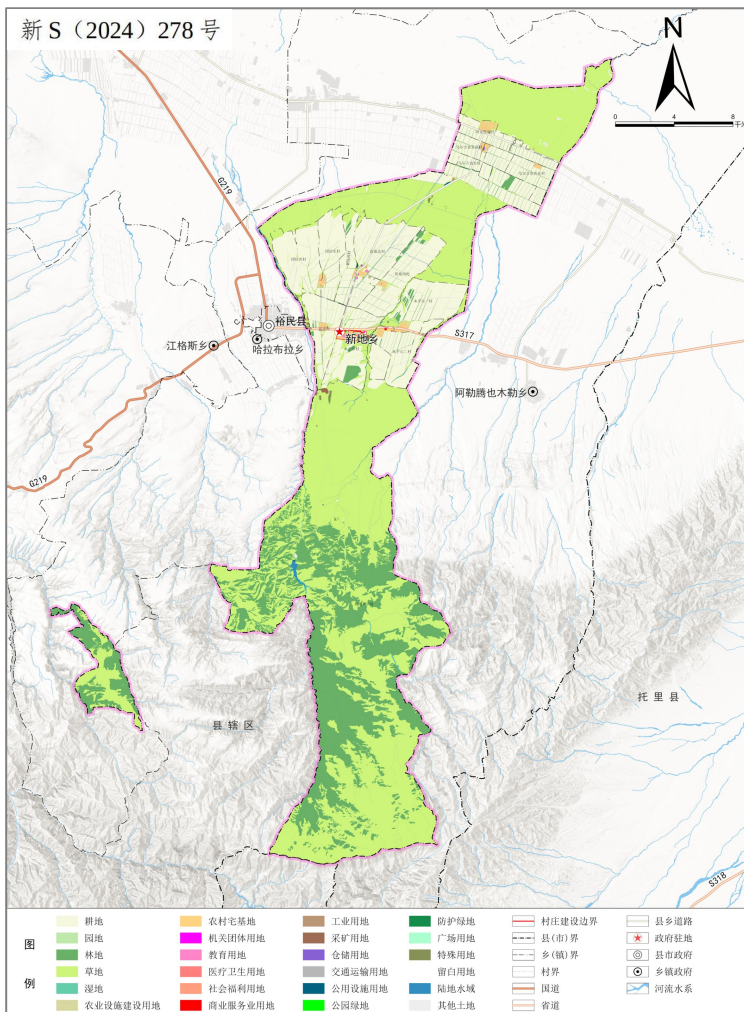 新 S（2024）278 号
N
0 4 8
千米
G219
裕民县
江格斯乡
哈拉布拉乡
新地乡
S317
阿勒腾也木勒乡
G219
托里县
县辖区
S318
图例
耕地
园地
林地
草地
湿地
农业设施建设用地
农村宅基地
机关团体用地
教育用地
医疗卫生用地
社会福利用地
商业服务业用地
工业用地
采矿用地
仓储用地
交通运输用地
公用设施用地
公园绿地
防护绿地
广场用地
特殊用地
留白用地
陆地水域
其他土地
村庄建设边界
县(市)界
乡(镇)界
村界
国道
省道
县乡道路
政府驻地
县市政府
乡镇政府
河流水系